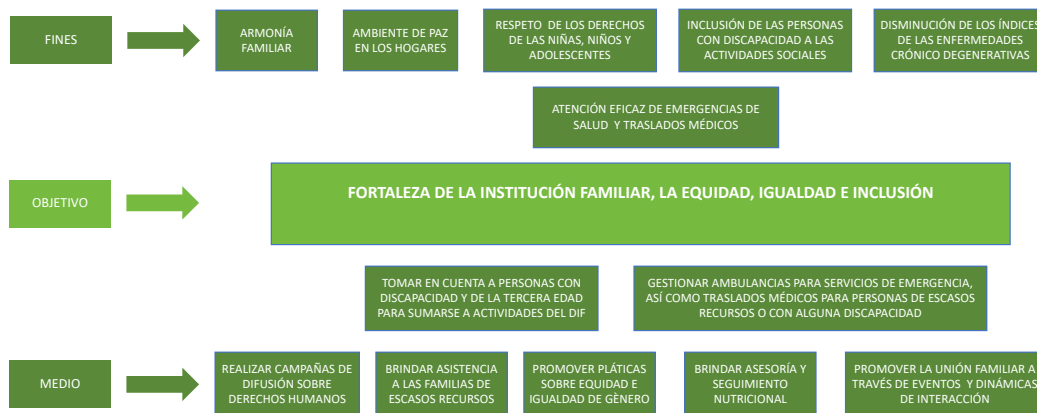 FINES
ARMONÍA
FAMILIAR
AMBIENTE DE PAZ
EN LOS HOGARES
RESPETO DE LOS DERECHOS
DE LAS NIÑAS, NIÑOS Y
ADOLESCENTES
INCLUSIÓN DE LAS PERSONAS
CON DISCAPACIDAD A LAS
ACTIVIDADES SOCIALES
DISMINUCIÓN DE LOS ÍNDICES
DE LAS ENFERMEDADES
CRÓNICO DEGENERATIVAS
ATENCIÓN EFICAZ DE EMERGENCIAS DE
SALUD Y TRASLADOS MÉDICOS
OBJETIVO
FORTALEZA DE LA INSTITUCIÓN FAMILIAR, LA EQUIDAD, IGUALDAD E INCLUSIÓN
TOMAR EN CUENTA A PERSONAS CON
DISCAPACIDAD Y DE LA TERCERA EDAD
PARA SUMARSE A ACTIVIDADES DEL DIF
GESTIONAR AMBULANCIAS PARA SERVICIOS DE EMERGENCIA,
ASÍ COMO TRASLADOS MÉDICOS PARA PERSONAS DE ESCASOS
RECURSOS O CON ALGUNA DISCAPACIDAD
MEDIO
REALIZAR CAMPAÑAS DE
DIFUSIÓN SOBRE
DERECHOS HUMANOS
BRINDAR ASISTENCIA
A LAS FAMILIAS DE
ESCASOS RECURSOS
PROMOVER PLÁTICAS
SOBRE EQUIDAD E
IGUALDAD DE GÈNERO
BRINDAR ASESORÍA Y
SEGUIMIENTO
NUTRICIONAL
PROMOVER LA UNIÓN FAMILIAR A
TRAVÉS DE EVENTOS Y DINÁMICAS
DE INTERACCIÓN